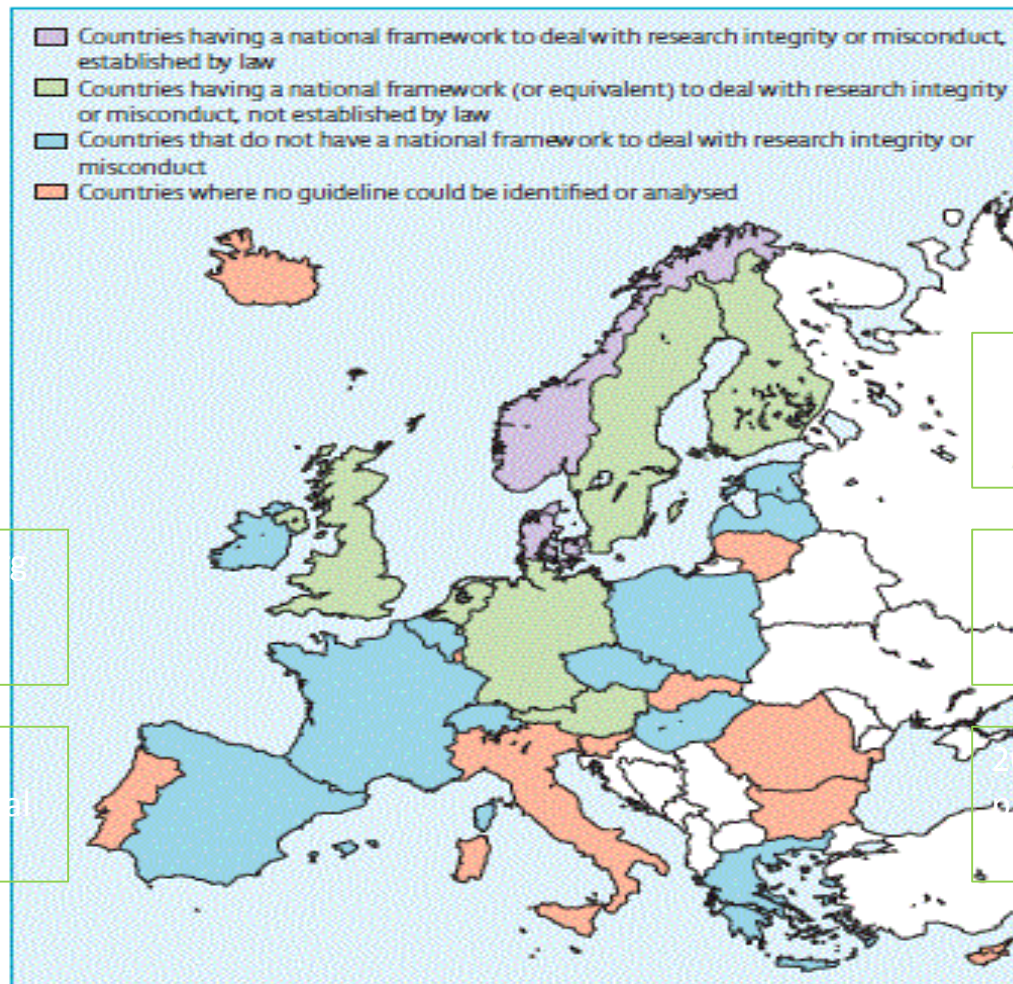 Countries having a national framework to deal with research integrity or misconduct,
established by law
Countries having a national framework (or equivalent) to deal with research integrity
or misconduct, not established by law
Countries that do not have a national framework to deal with research integrity or
misconduct
Countries where no guideline could be identified or analysed
g
al